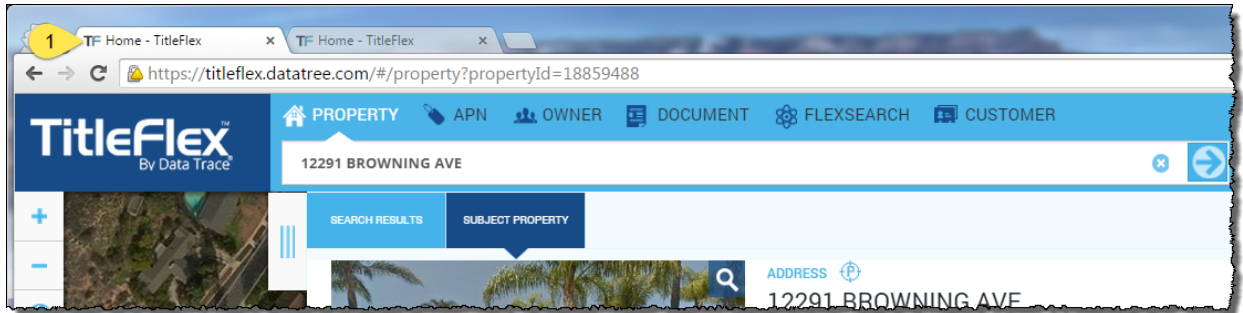 1 TF Home - TitleFlex × TF Home - TitleFlex ×
https://titleflex.datatree.com/#/property?propertyId=18859488
TitleFlex™
By Data Trace®
PROPERTY APN OWNER DOCUMENT FLEXSEARCH CUSTOMER
12291 BROWNING AVE
SEARCH RESULTS SUBJECT PROPERTY
ADDRESS P
12291 BROWNING AVE